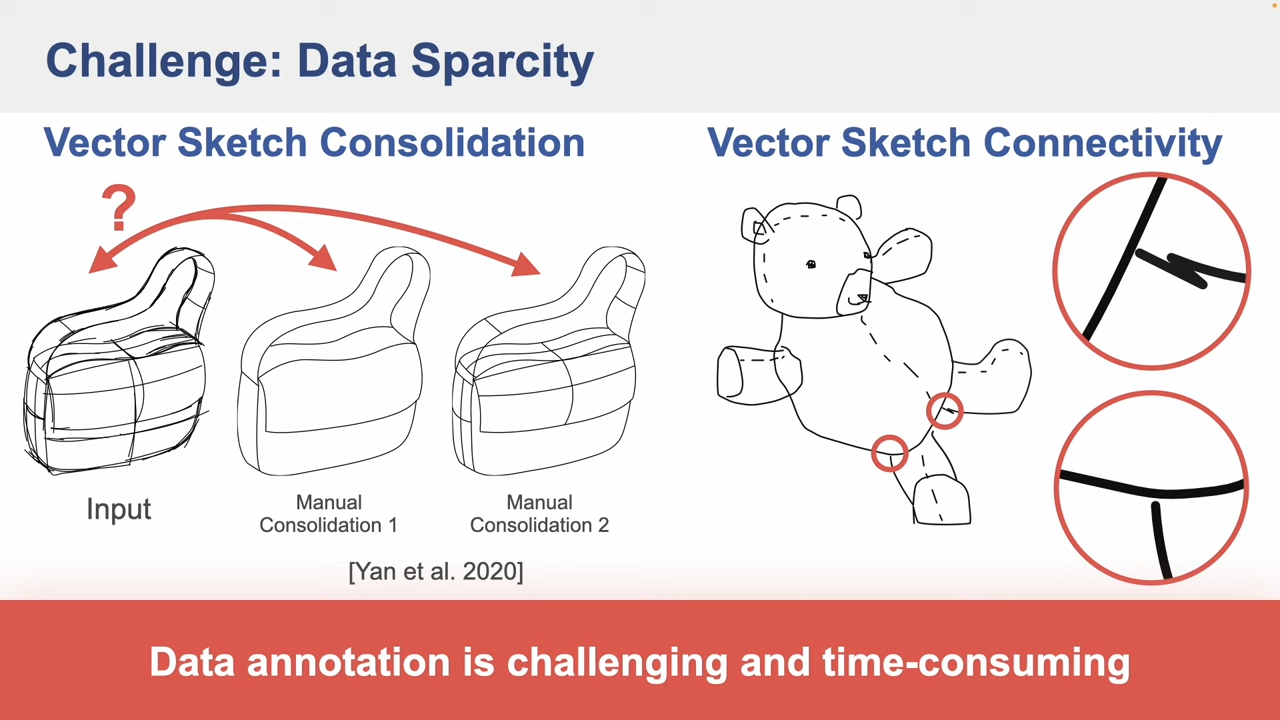 Challenge: Data Sparcity
Vector Sketch Consolidation
?
Input
Manual
Consolidation 1
Manual
Consolidation 2
[Yan et al. 2020]
Vector Sketch Connectivity
Data annotation is challenging and time-consuming